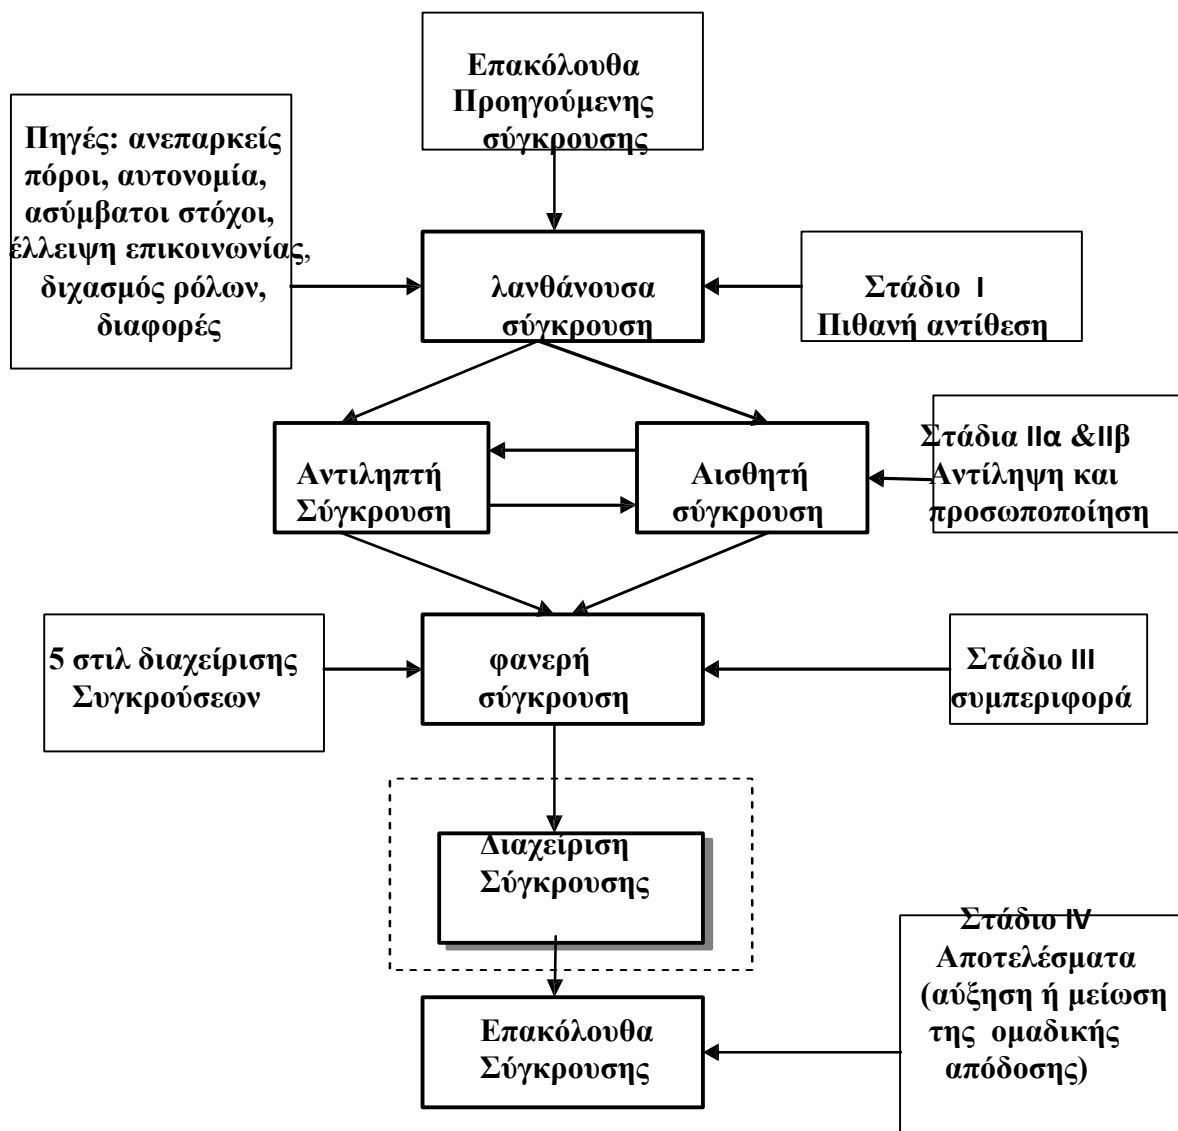 Επακόλουθα
Προηγούμενης
σύγκρουσης
Πηγές: ανεπαρκείς
πόροι, αυτονομία,
ασύμβατοι στόχοι,
έλλειψη επικοινωνίας,
διχασμός ρόλων,
διαφορές
λανθάνουσα
σύγκρουση
Στάδιο I
Πιθανή αντίθεση
Αντιληπτή
Σύγκρουση
Αισθητή
σύγκρουση
Στάδια ΙΙα &ΙΙβ
Αντίληψη και
προσωποποίηση
5 στιλ διαχείρισης
Συγκρούσεων
φανερή
σύγκρουση
Στάδιο III
συμπεριφορά
Διαχείριση
Σύγκρουσης
Επακόλουθα
Σύγκρουσης
Στάδιο IV
Αποτελέσματα
(αύξηση ή μείωση
της ομαδικής
απόδοσης)